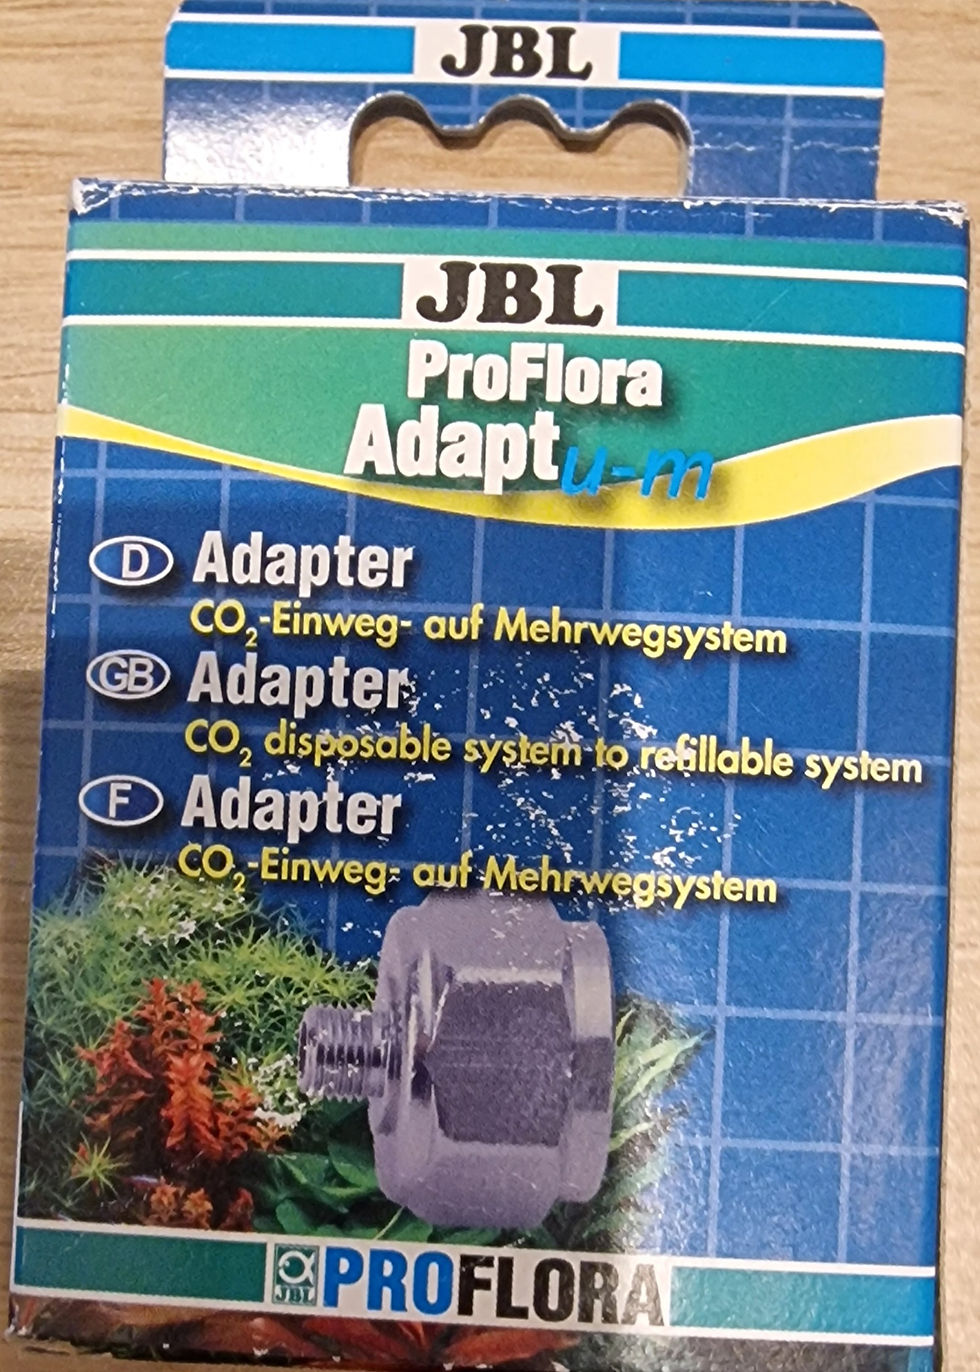 JBL
JBL
ProFlora
Adapt u-m
D Adapter
CO₂-Einweg- auf Mehrwegsystem
GB Adapter
CO₂ disposable system to refillable system
F Adapter
CO₂-Einweg- auf Mehrwegsystem
JBL PROFLORA